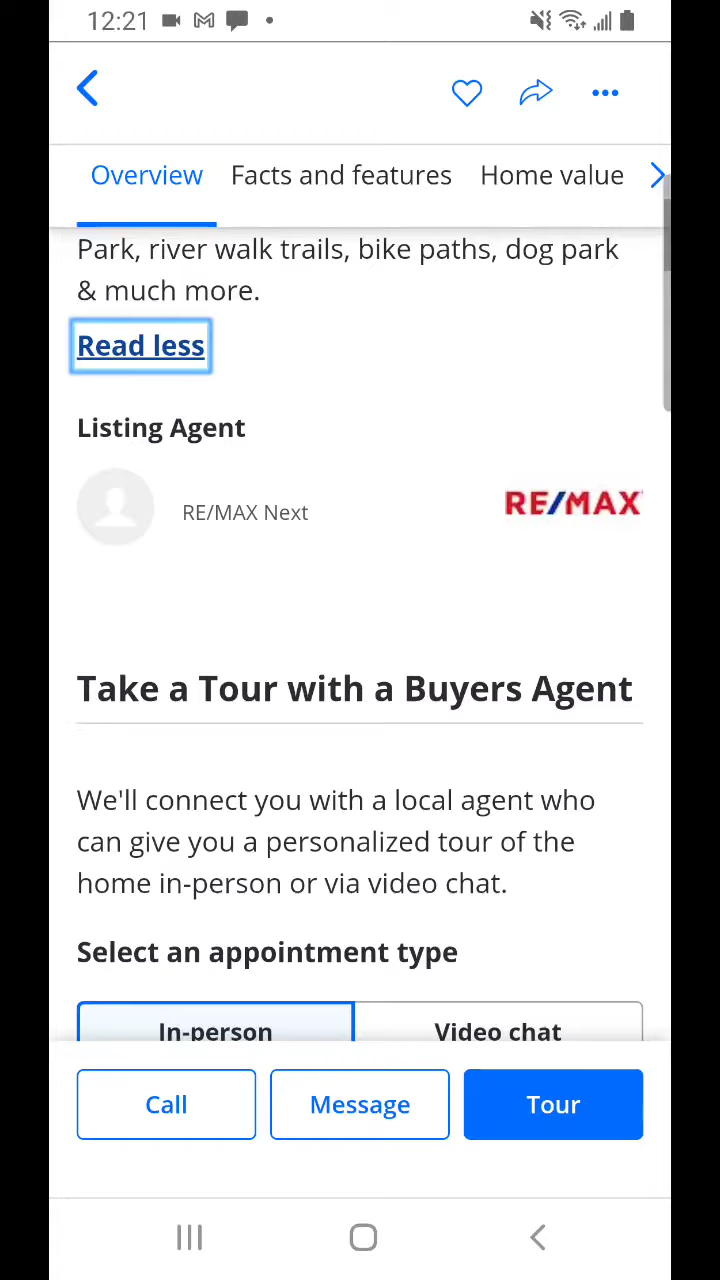 12:21
Overview Facts and features Home value
Park, river walk trails, bike paths, dog park
& much more.
Read less
Listing Agent
RE/MAX Next
RE/MAX
Take a Tour with a Buyers Agent
We'll connect you with a local agent who
can give you a personalized tour of the
home in-person or via video chat.
Select an appointment type
In-person Video chat
Call Message Tour